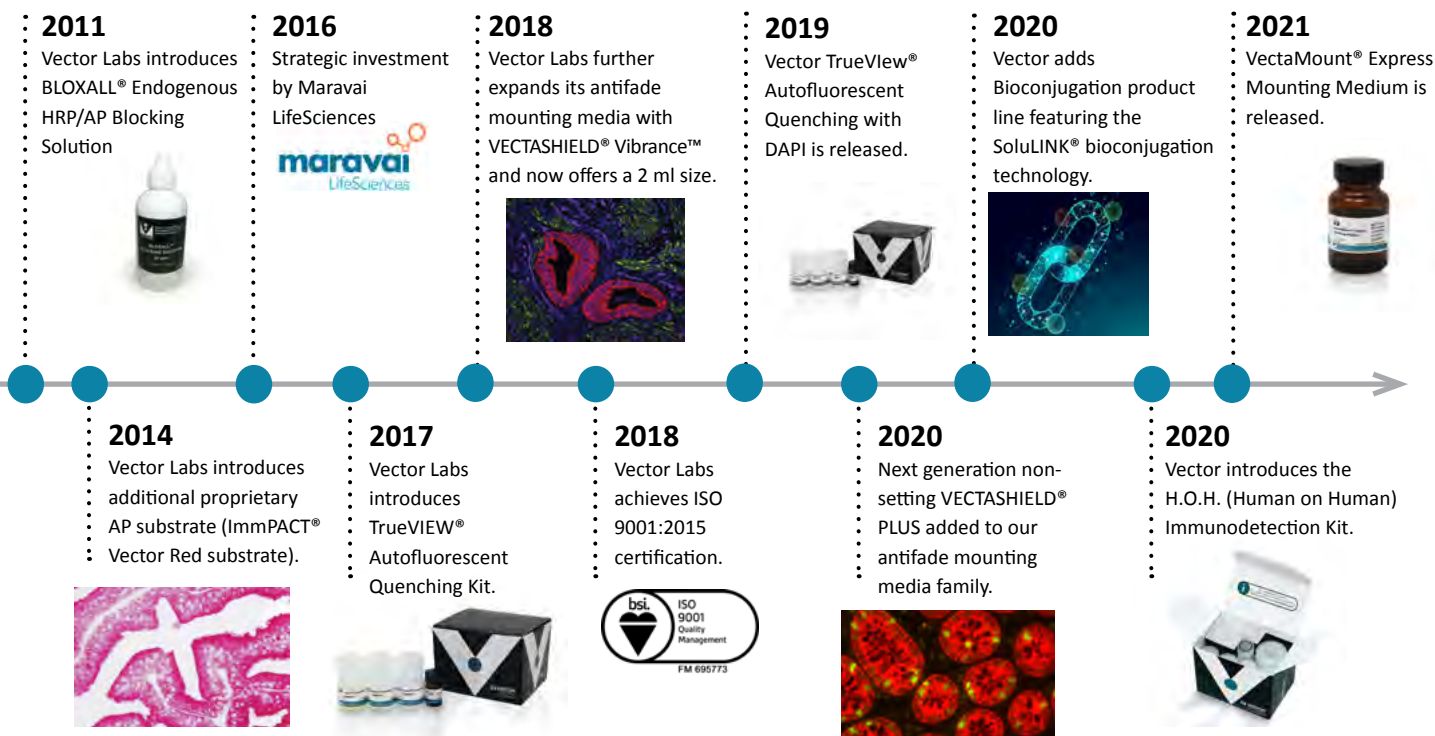 2011
Vector Labs introduces
BLOXALL® Endogenous
HRP/AP Blocking
Solution
2016
Strategic investment
by Maravai
LifeSciences
maravai
LifeSciences
2018
Vector Labs further
expands its antifade
mounting media with
VECTASHIELD® Vibrance™
and now offers a 2 ml size.
2019
Vector TrueVIew®
Autofluorescent
Quenching with
DAPI is released.
2020
Vector adds
Bioconjugation product
line featuring the
SoluLINK® bioconjugation
technology.
2021
VectaMount® Express
Mounting Medium is
released.
2014
Vector Labs introduces
additional proprietary
AP substrate (ImmPACT®
Vector Red substrate).
2017
Vector Labs
introduces
TrueVIEW®
Autofluorescent
Quenching Kit.
2018
Vector Labs
achieves ISO
9001:2015
certification.
bsi.
ISO
9001
Quality
Management
FM 695773
2020
Next generation non-
setting VECTASHIELD®
PLUS added to our
antifade mounting
media family.
2020
Vector introduces the
H.O.H. (Human on Human)
Immunodetection Kit.